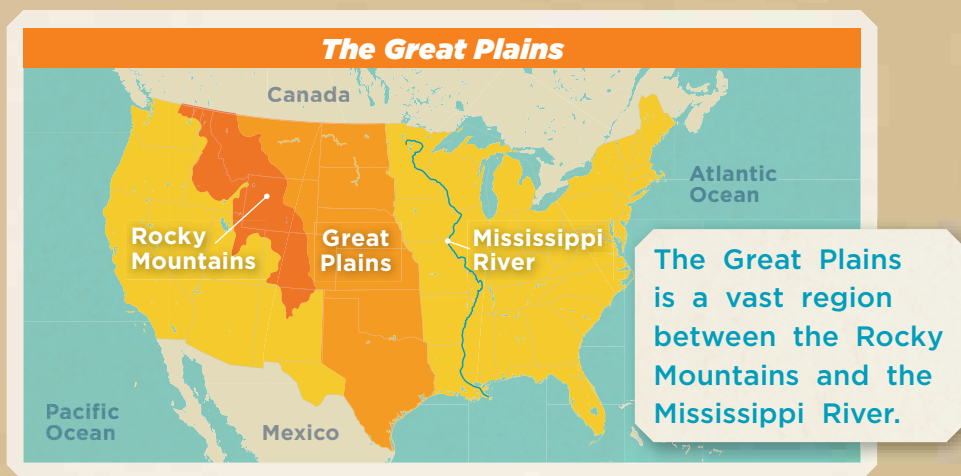 The Great Plains
Canada
Atlantic
Ocean
Rocky
Mountains
Great
Plains
Mississippi
River
The Great Plains
is a vast region
between the Rocky
Mountains and the
Mississippi River.
Pacific
Ocean
Mexico